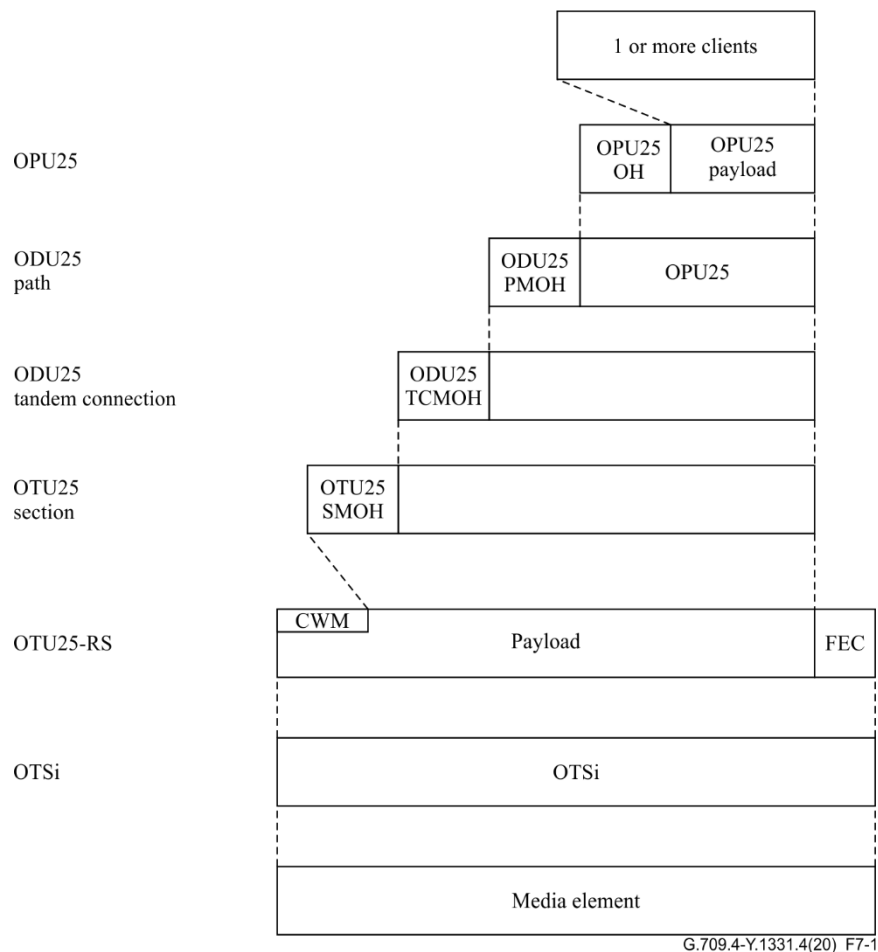 1 or more clients
OPU25
OPU25
OH
OPU25
payload
ODU25
path
ODU25
PMOH
OPU25
ODU25
tandem connection
ODU25
TCMOH
OTU25
section
OTU25
SMOH
OTU25-RS
CWM
Payload
FEC
OTSi
OTSi
Media element
G.709.4-Y.1331.4(20)_F7-1